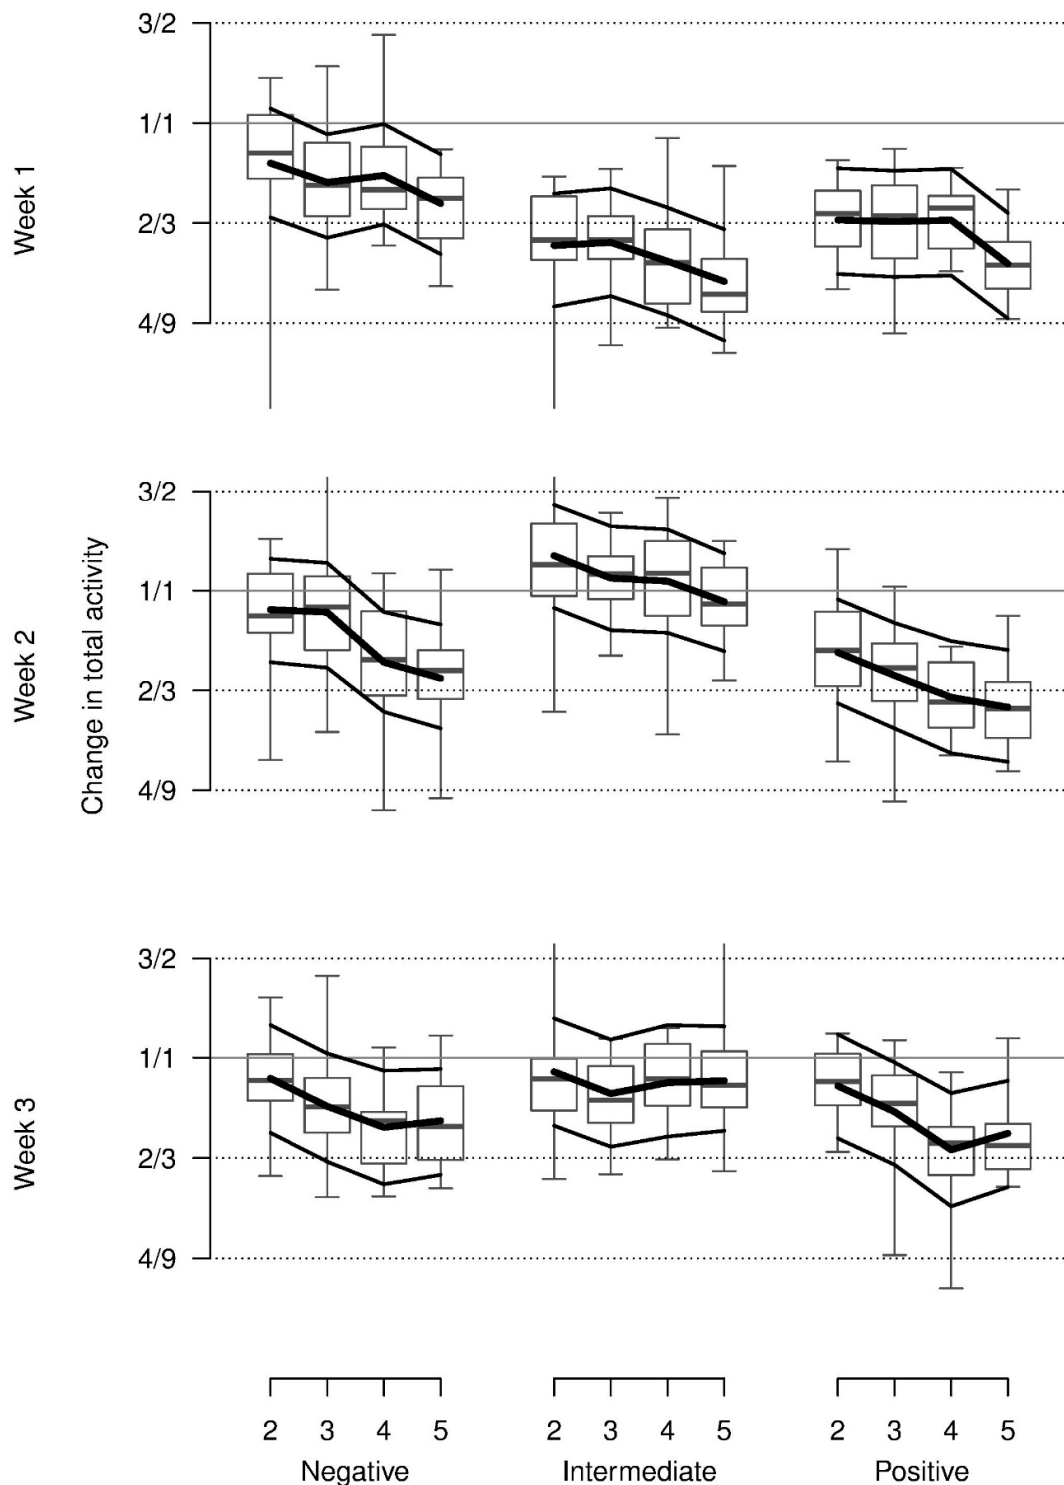 Change in total activity
Week 1
3/2
1/1
2/3
4/9
Week 2
3/2
1/1
2/3
4/9
Week 3
3/2
1/1
2/3
4/9
2 3 4 5 2 3 4 5 2 3 4 5
Negative Intermediate Positive